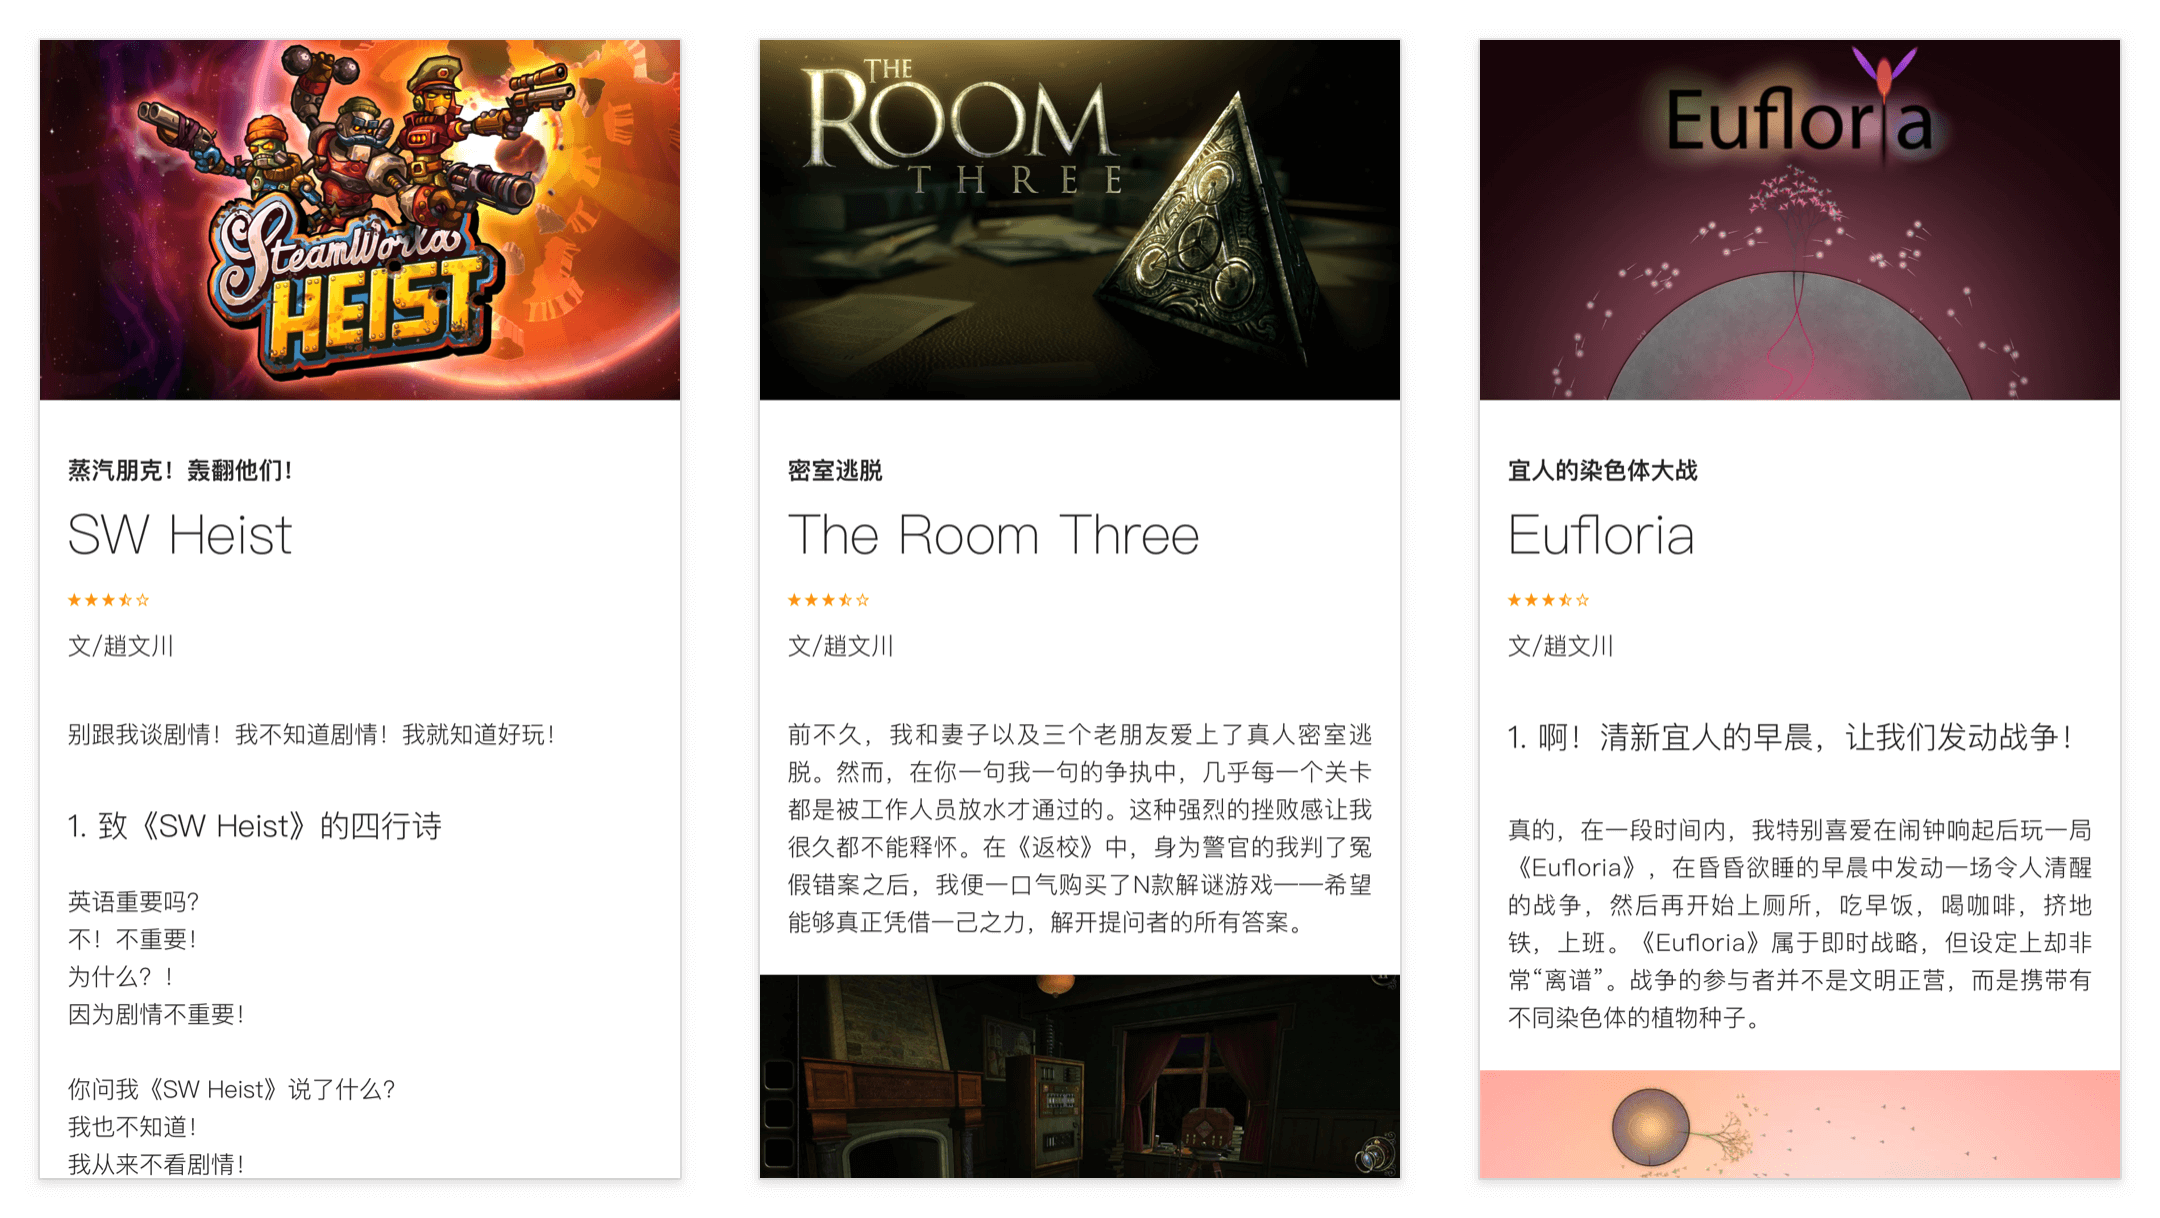 SteamWorld
HEIST
蒸汽朋克！轰翻他们！
SW Heist
文/趙文川
别跟我谈剧情！我不知道剧情！我就知道好玩！
1. 致《SW Heist》的四行诗
英语重要吗？
不！不重要！
为什么？！
因为剧情不重要！
你问我《SW Heist》说了什么？
我也不知道！
我从来不看剧情！
THE
ROOM
THREE
密室逃脱
The Room Three
文/趙文川
前不久，我和妻子以及三个老朋友爱上了真人密室逃
脱。然而，在你一句我一句的争执中，几乎每一个关卡
都是被工作人员放水才通过的。这种强烈的挫败感让我
很久都不能释怀。在《返校》中，身为警官的我判了冤
假错案之后，我便一口气购买了N款解谜游戏——希望
能够真正凭借一己之力，解开提问者的所有答案。
Eufloria
宜人的染色体大战
Eufloria
文/趙文川
1. 啊！清新宜人的早晨，让我们发动战争！
真的，在一段时间内，我特别喜爱在闹钟响起后玩一局
《Eufloria》，在昏昏欲睡的早晨中发动一场令人清醒
的战争，然后再开始上厕所，吃早饭，喝咖啡，挤地
铁，上班。《Eufloria》属于即时战略，但设定上却非
常“离谱”。战争的参与者并不是文明正营，而是携带有
不同染色体的植物种子。